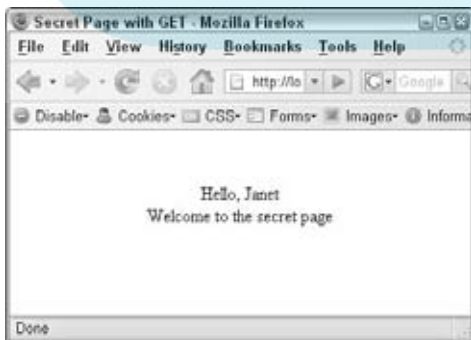 Secret Page with GET - Mozilla Firefox
File Edit View History Bookmarks Tools Help
http://lo Google
Disable Cookies CSS Forms Images Informa
Hello, Janet
Welcome to the secret page
Done